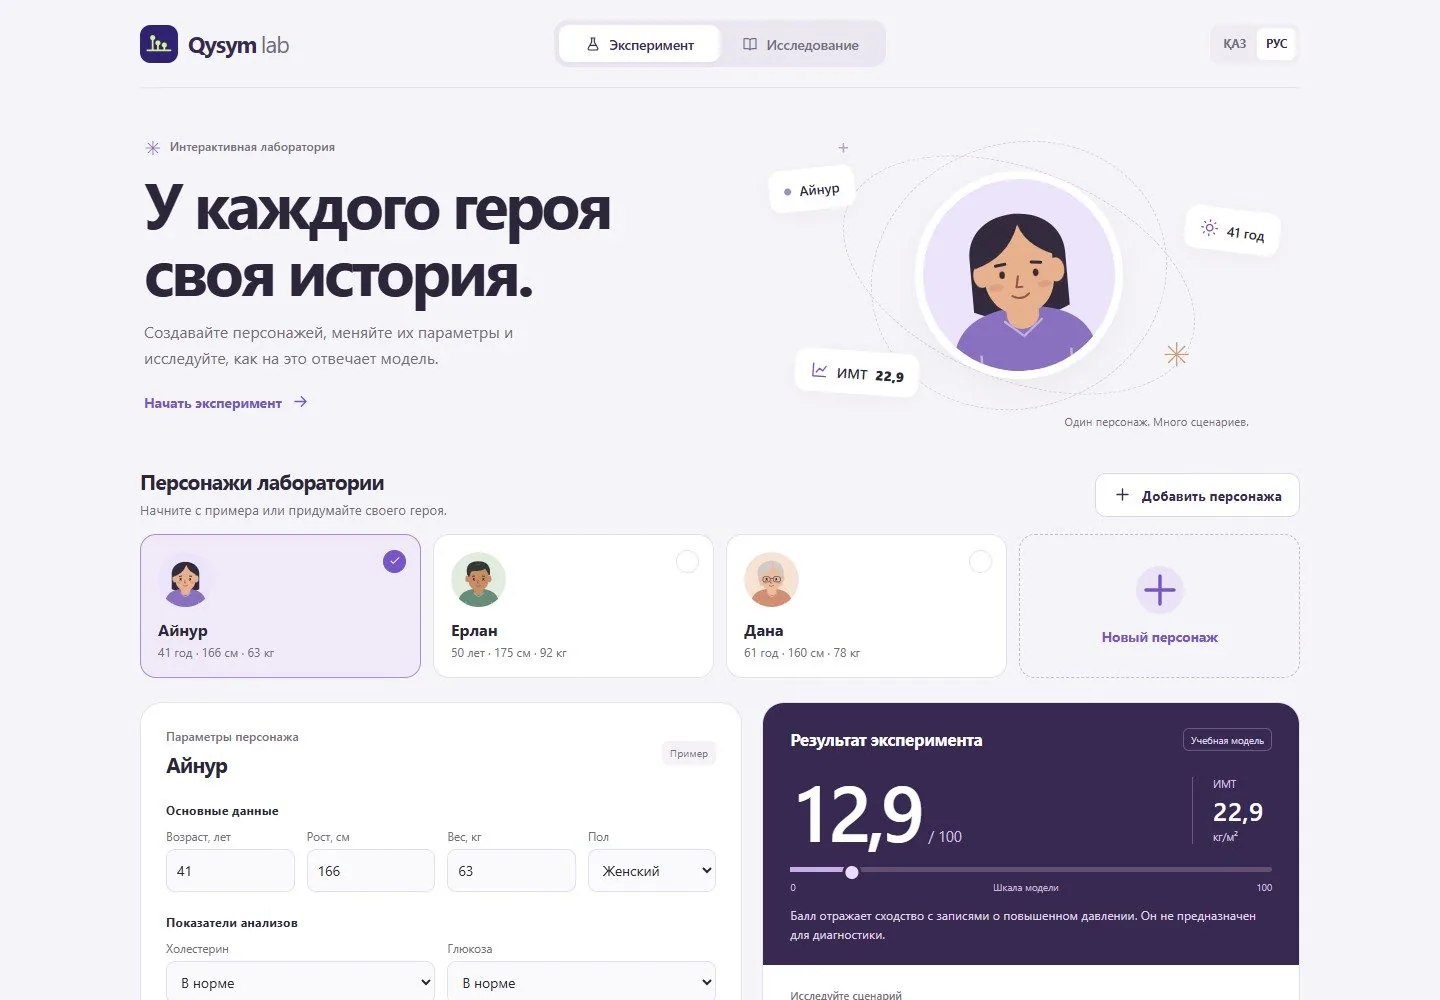 Qysym lab
Эксперимент
Исследование
ҚАЗ
РУС
Интерактивная лаборатория
У каждого героя
своя история.
Создавайте персонажей, меняйте их параметры и
исследуйте, как на это отвечает модель.
Начать эксперимент
Айнур
41 год
ИМТ 22,9
Один персонаж. Много сценариев.
Персонажи лаборатории
Начните с примера или придумайте своего героя.
Добавить персонажа
Айнур
41 год · 166 см · 63 кг
Ерлан
50 лет · 175 см · 92 кг
Дана
61 год · 160 см · 78 кг
Новый персонаж
Параметры персонажа
Айнур
Пример
Основные данные
Возраст, лет
Рост, см
Вес, кг
Пол
41
166
63
Женский
Показатели анализов
Холестерин
Глюкоза
В норме
В норме
Результат эксперимента
Учебная модель
12,9 / 100
ИМТ
22,9
кг/м²
0
Шкала модели
100
Балл отражает сходство с записями о повышенном давлении. Он не предназначен
для диагностики.
Исследуйте сценарий